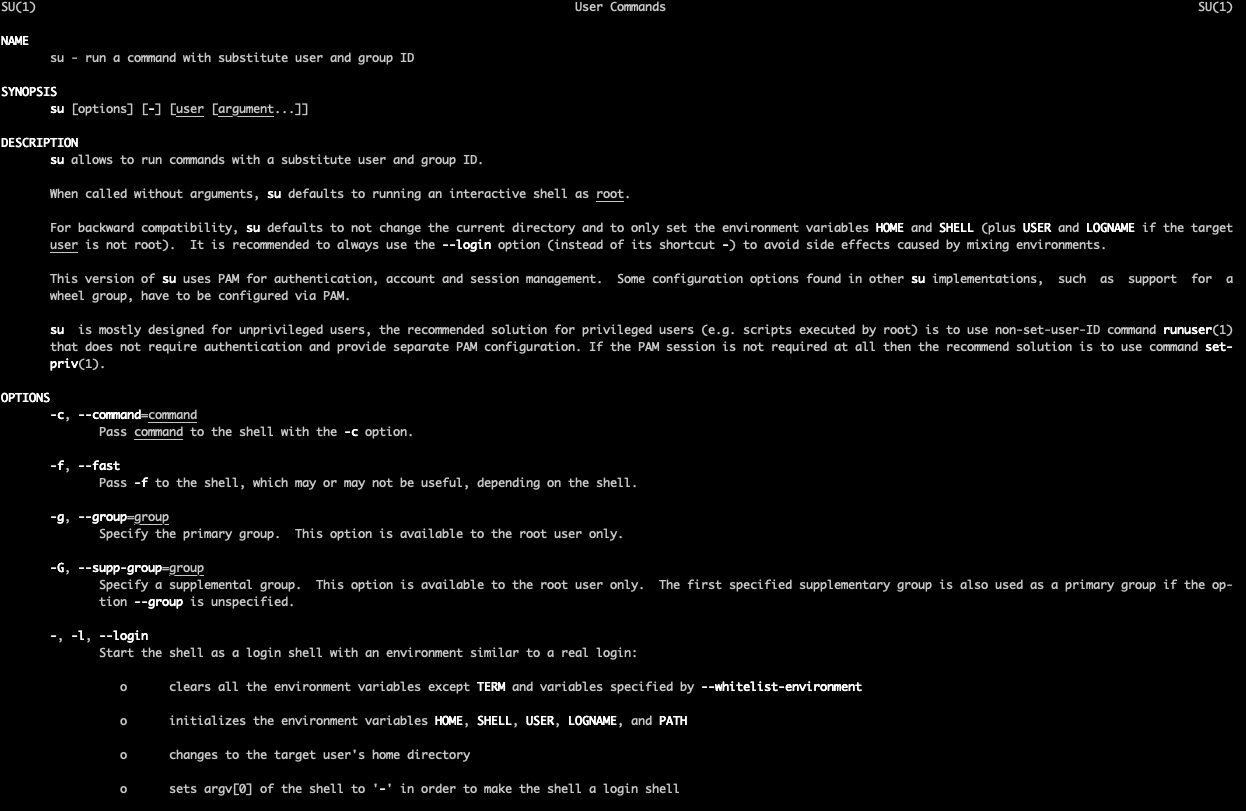 SU(1) User Commands SU(1)
NAME
su - run a command with substitute user and group ID
SYNOPSIS
su [options] [-] [user [argument...]]
DESCRIPTION
su allows to run commands with a substitute user and group ID.
When called without arguments, su defaults to running an interactive shell as root.
For backward compatibility, su defaults to not change the current directory and to only set the environment variables HOME and SHELL (plus USER and LOGNAME if the target
user is not root).  It is recommended to always use the --login option (instead of its shortcut -) to avoid side effects caused by mixing environments.
This version of su uses PAM for authentication, account and session management.  Some configuration options found in other su implementations,  such  as  support  for  a
wheel group, have to be configured via PAM.
su  is mostly designed for unprivileged users, the recommended solution for privileged users (e.g. scripts executed by root) is to use non-set-user-ID command runuser(1)
that does not require authentication and provide separate PAM configuration. If the PAM session is not required at all then the recommend solution is to use command set-
priv(1).
OPTIONS
-c, --command=command
Pass command to the shell with the -c option.
-f, --fast
Pass -f to the shell, which may or may not be useful, depending on the shell.
-g, --group=group
Specify the primary group.  This option is available to the root user only.
-G, --supp-group=group
Specify a supplemental group.  This option is available to the root user only.  The first specified supplementary group is also used as a primary group if the op-
tion --group is unspecified.
-, -l, --login
Start the shell as a login shell with an environment similar to a real login:
o clears all the environment variables except TERM and variables specified by --whitelist-environment
o initializes the environment variables HOME, SHELL, USER, LOGNAME, and PATH
o changes to the target user's home directory
o sets argv[0] of the shell to '-' in order to make the shell a login shell